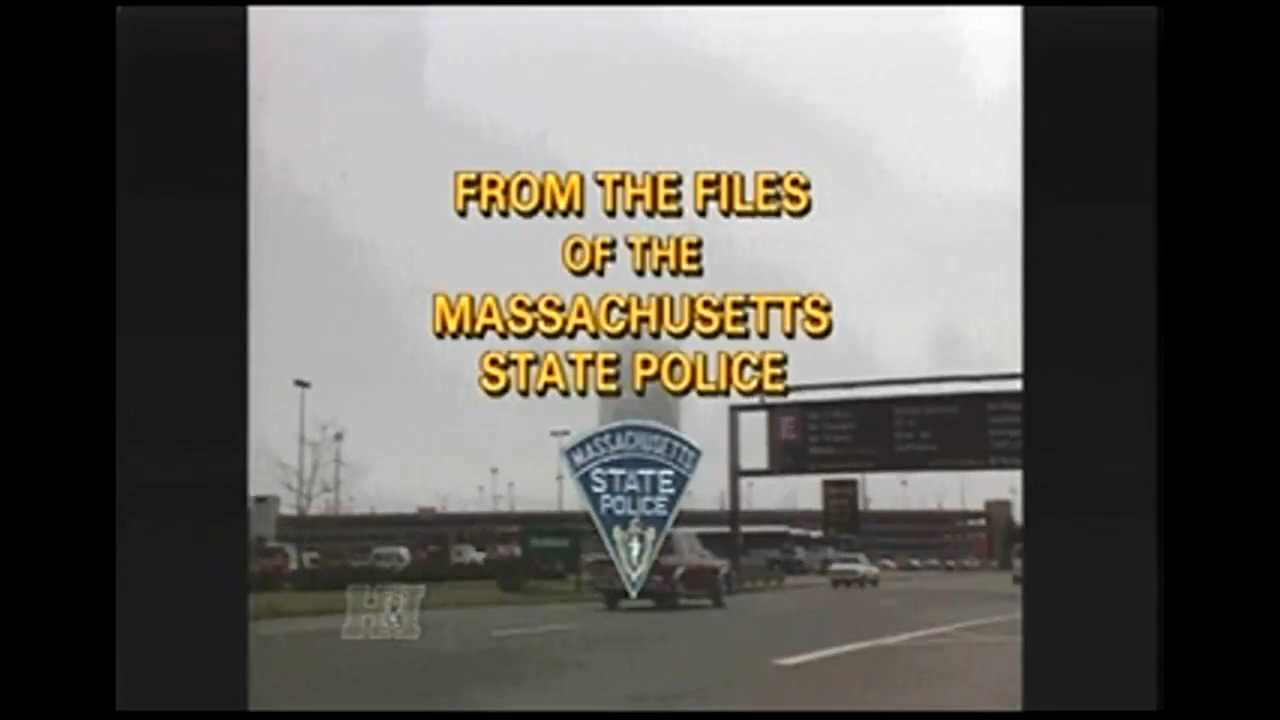 FROM THE FILES
OF THE
MASSACHUSETTS
STATE POLICE
MASSACHUSETTS
STATE
POLICE
E